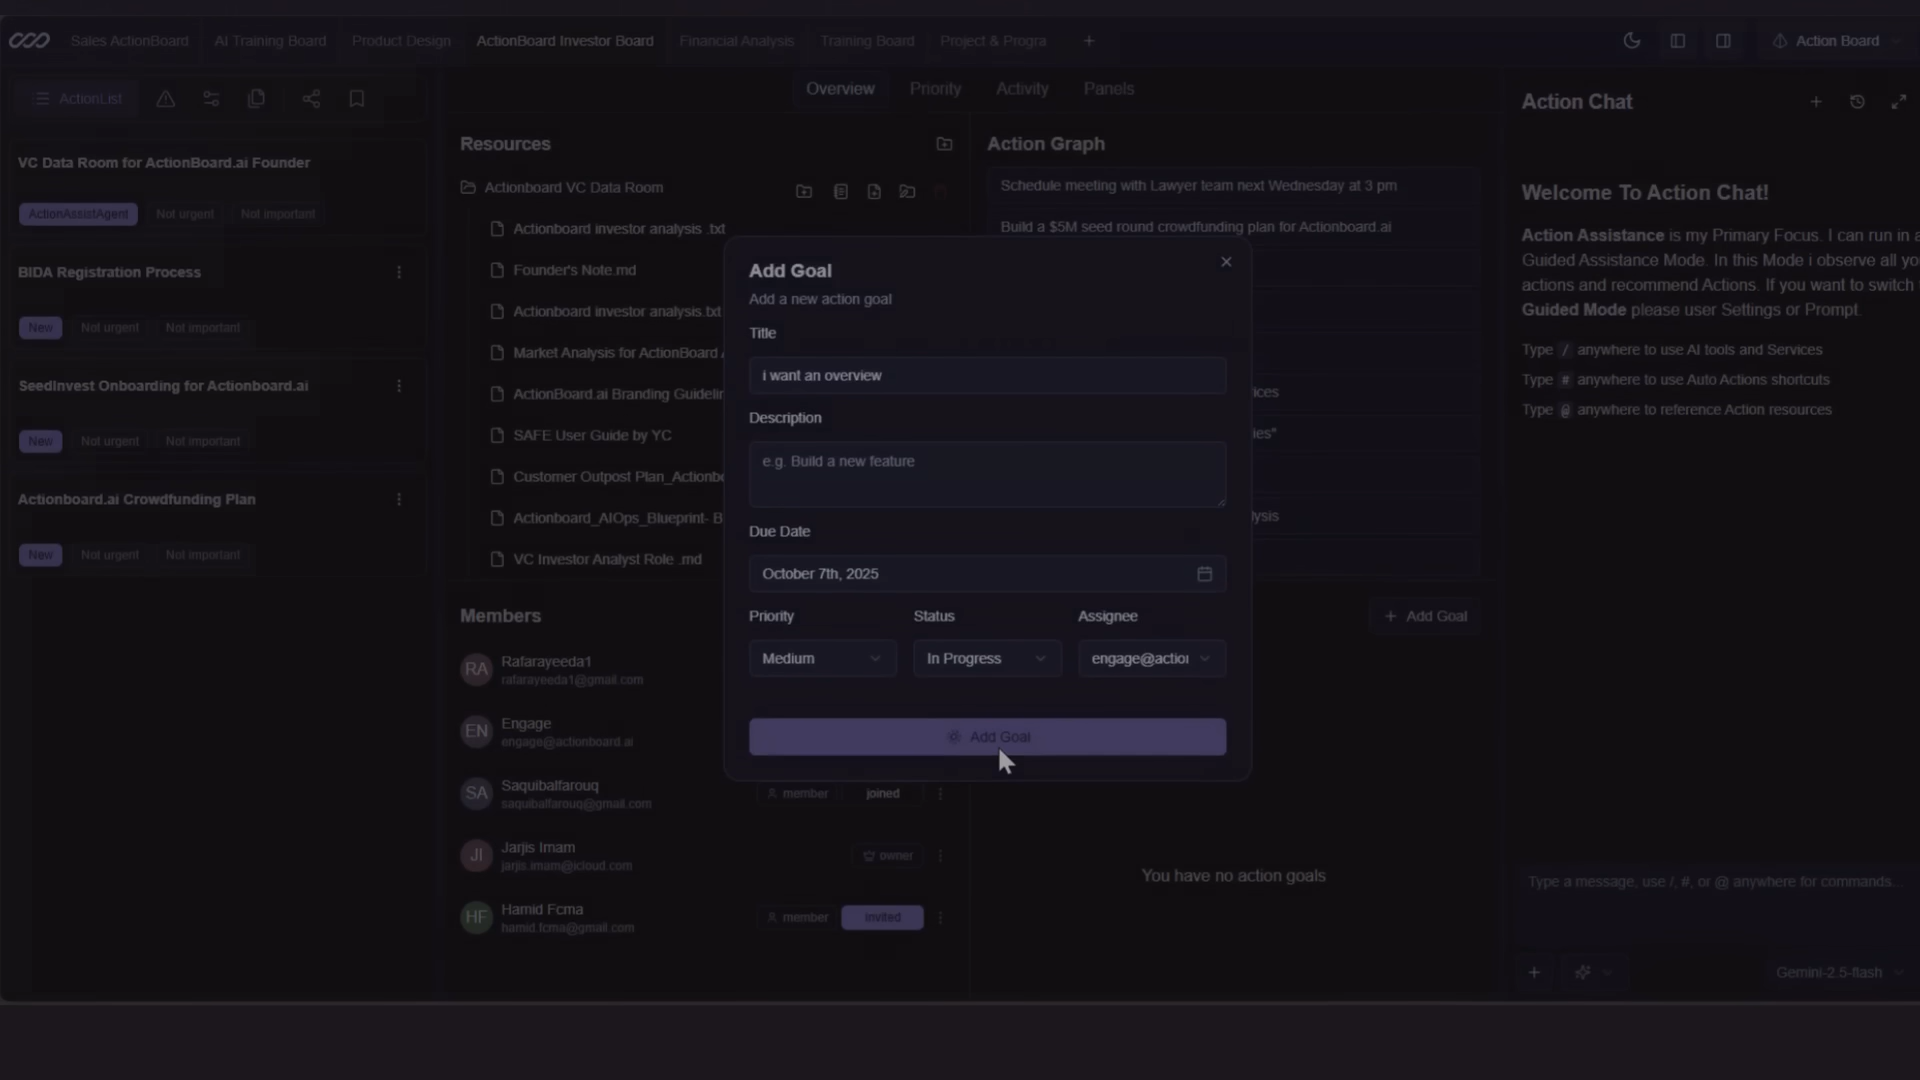 Sales ActionBoard
AI Training Board
Product Design
ActionBoard Investor Board
Financial Analysis
Training Board
Project & Progra
Action Board
ActionList
VC Data Room for ActionBoard.ai Founder
ActionAssistAgent
Not urgent
Not important
BIDA Registration Process
New
Not urgent
Not important
SeedInvest Onboarding for Actionboard.ai
New
Not urgent
Not important
Actionboard.ai Crowdfunding Plan
New
Not urgent
Not important
Overview
Priority
Activity
Panels
Resources
Actionboard VC Data Room
Actionboard investor analysis .txt
Founder's Note.md
Actionboard investor analysis.txt
Market Analysis for ActionBoard
ActionBoard.ai Branding Guidelin
SAFE User Guide by YC
Customer Outpost Plan_Actionbo
Actionboard_AIOps_Blueprint- B
VC Investor Analyst Role .md
Action Graph
Schedule meeting with Lawyer team next Wednesday at 3 pm
Build a $5M seed round crowdfunding plan for Actionboard.ai
ices
ies*
lysis
Add Goal
Add a new action goal
Title
i want an overview
Description
e.g. Build a new feature
Due Date
October 7th, 2025
Priority
Status
Assignee
Medium
In Progress
engage@action
Add Goal
Members
Rafarayeeda1
rafarayeeda1@gmail.com
Engage
engage@actionboard.ai
Saquibalfarouq
saquibalfarouq@gmail.com
member
joined
Jarjis Imam
jarjis.imam@icloud.com
owner
Hamid Fcma
hamid.fcma@gmail.com
member
invited
+ Add Goal
You have no action goals
Action Chat
Welcome To Action Chat!
Action Assistance is my Primary Focus. I can run in a
Guided Assistance Mode. In this Mode i observe all yo
actions and recommend Actions. If you want to switch
Guided Mode please user Settings or Prompt.
Type / anywhere to use AI tools and Services
Type # anywhere to use Auto Actions shortcuts
Type @ anywhere to reference Action resources
Type a message, use /, #, or @ anywhere for commands...
Gemini-2.5-flash